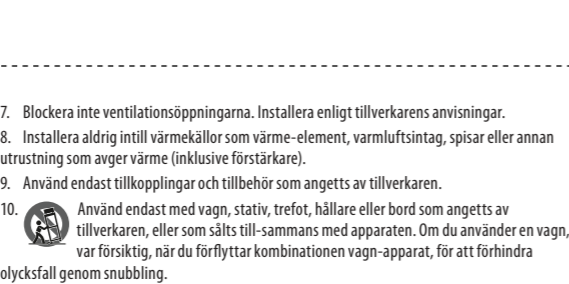 7. Blockera inte ventilationsöppningarna. Installera enligt tillverkarens anvisningar.
8. Installera aldrig intill värmekällor som värme-element, varmluftsintag, spisar eller annan
utrustning som avger värme (inklusive förstärkare).
9. Använd endast tillkopplingar och tillbehör som angetts av tillverkaren.
10. Använd endast med vagn, stativ, trefot, hållare eller bord som angetts av
tillverkaren, eller som sålts till-sammans med apparaten. Om du använder en vagn,
var försiktig, när du förflyttar kombinationen vagn-apparat, för att förhindra
olycksfall genom snubbling.